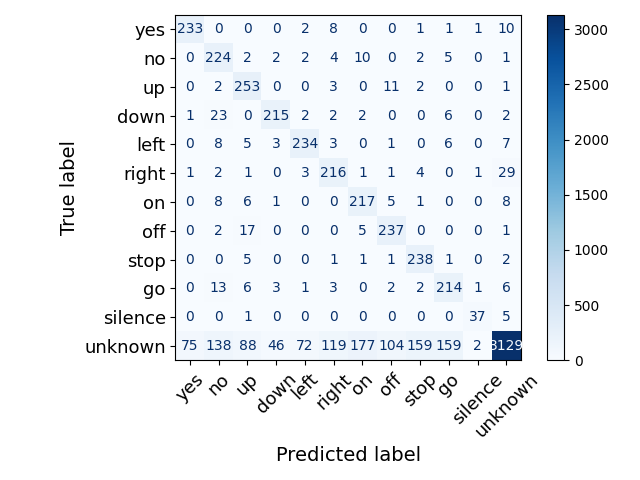 yes 233 0 0 0 2 8 0 0 1 1 1 10
no 0 224 2 2 2 4 10 0 2 5 0 1
up 0 2 253 0 0 3 0 11 2 0 0 1
down 1 23 0 215 2 2 2 0 0 6 0 2
left 0 8 5 3 234 3 0 1 0 6 0 7
right 1 2 1 0 3 216 1 1 4 0 1 29
on 0 8 6 1 0 0 217 5 1 0 0 8
off 0 2 17 0 0 0 5 237 0 0 0 1
stop 0 0 5 0 0 1 1 1 238 1 0 2
go 0 13 6 3 1 3 0 2 2 214 1 6
silence 0 0 1 0 0 0 0 0 0 0 37 5
unknown 75 138 88 46 72 119 177 104 159 159 2 3129
yes no up down left right on off stop go silence unknown
Predicted label
True label
3000
2500
2000
1500
1000
500
0